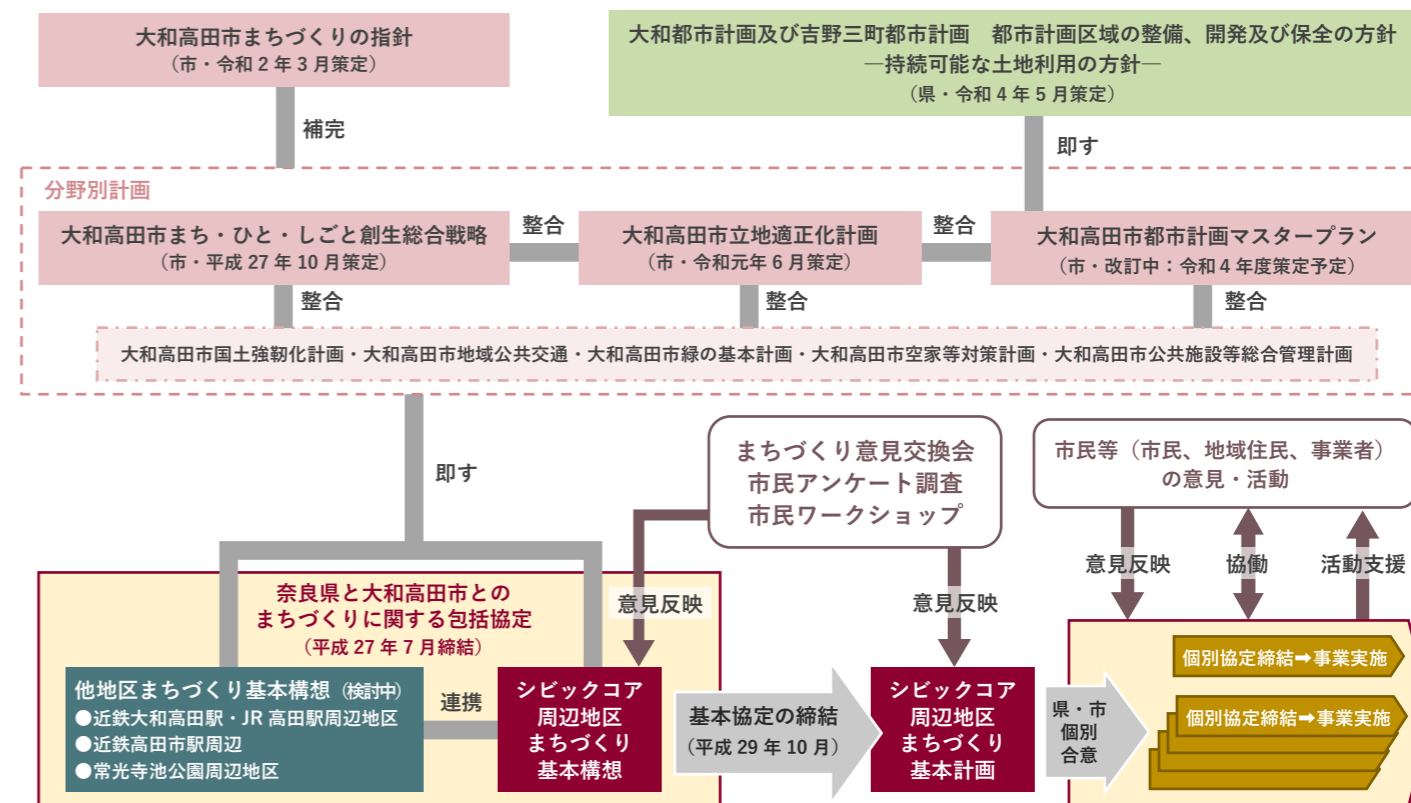 大和高田市まちづくりの指針
(市・令和2年3月策定)
大和都市計画及び吉野三町都市計画　都市計画区域の整備、開発及び保全の方針
―持続可能な土地利用の方針―
(県・令和4年5月策定)
補完
即す
分野別計画
大和高田市まち・ひと・しごと創生総合戦略
(市・平成27年10月策定)
整合
大和高田市立地適正化計画
(市・令和元年6月策定)
整合
大和高田市都市計画マスタープラン
(市・改訂中：令和4年度策定予定)
整合
整合
整合
大和高田市国土強靭化計画・大和高田市地域公共交通・大和高田市緑の基本計画・大和高田市空家等対策計画・大和高田市公共施設等総合管理計画
即す
まちづくり意見交換会
市民アンケート調査
市民ワークショップ
市民等（市民、地域住民、事業者）
の意見・活動
意見反映
意見反映
意見反映
協働
活動支援
奈良県と大和高田市との
まちづくりに関する包括協定
(平成27年7月締結)
他地区まちづくり基本構想（検討中）
●近鉄大和高田駅・JR高田駅周辺地区
●近鉄高田市駅周辺
●常光寺池公園周辺地区
連携
シビックコア
周辺地区
まちづくり
基本構想
基本協定の締結
(平成29年10月)
シビックコア
周辺地区
まちづくり
基本計画
県・市
個別
合意
個別協定締結➡事業実施
個別協定締結➡事業実施